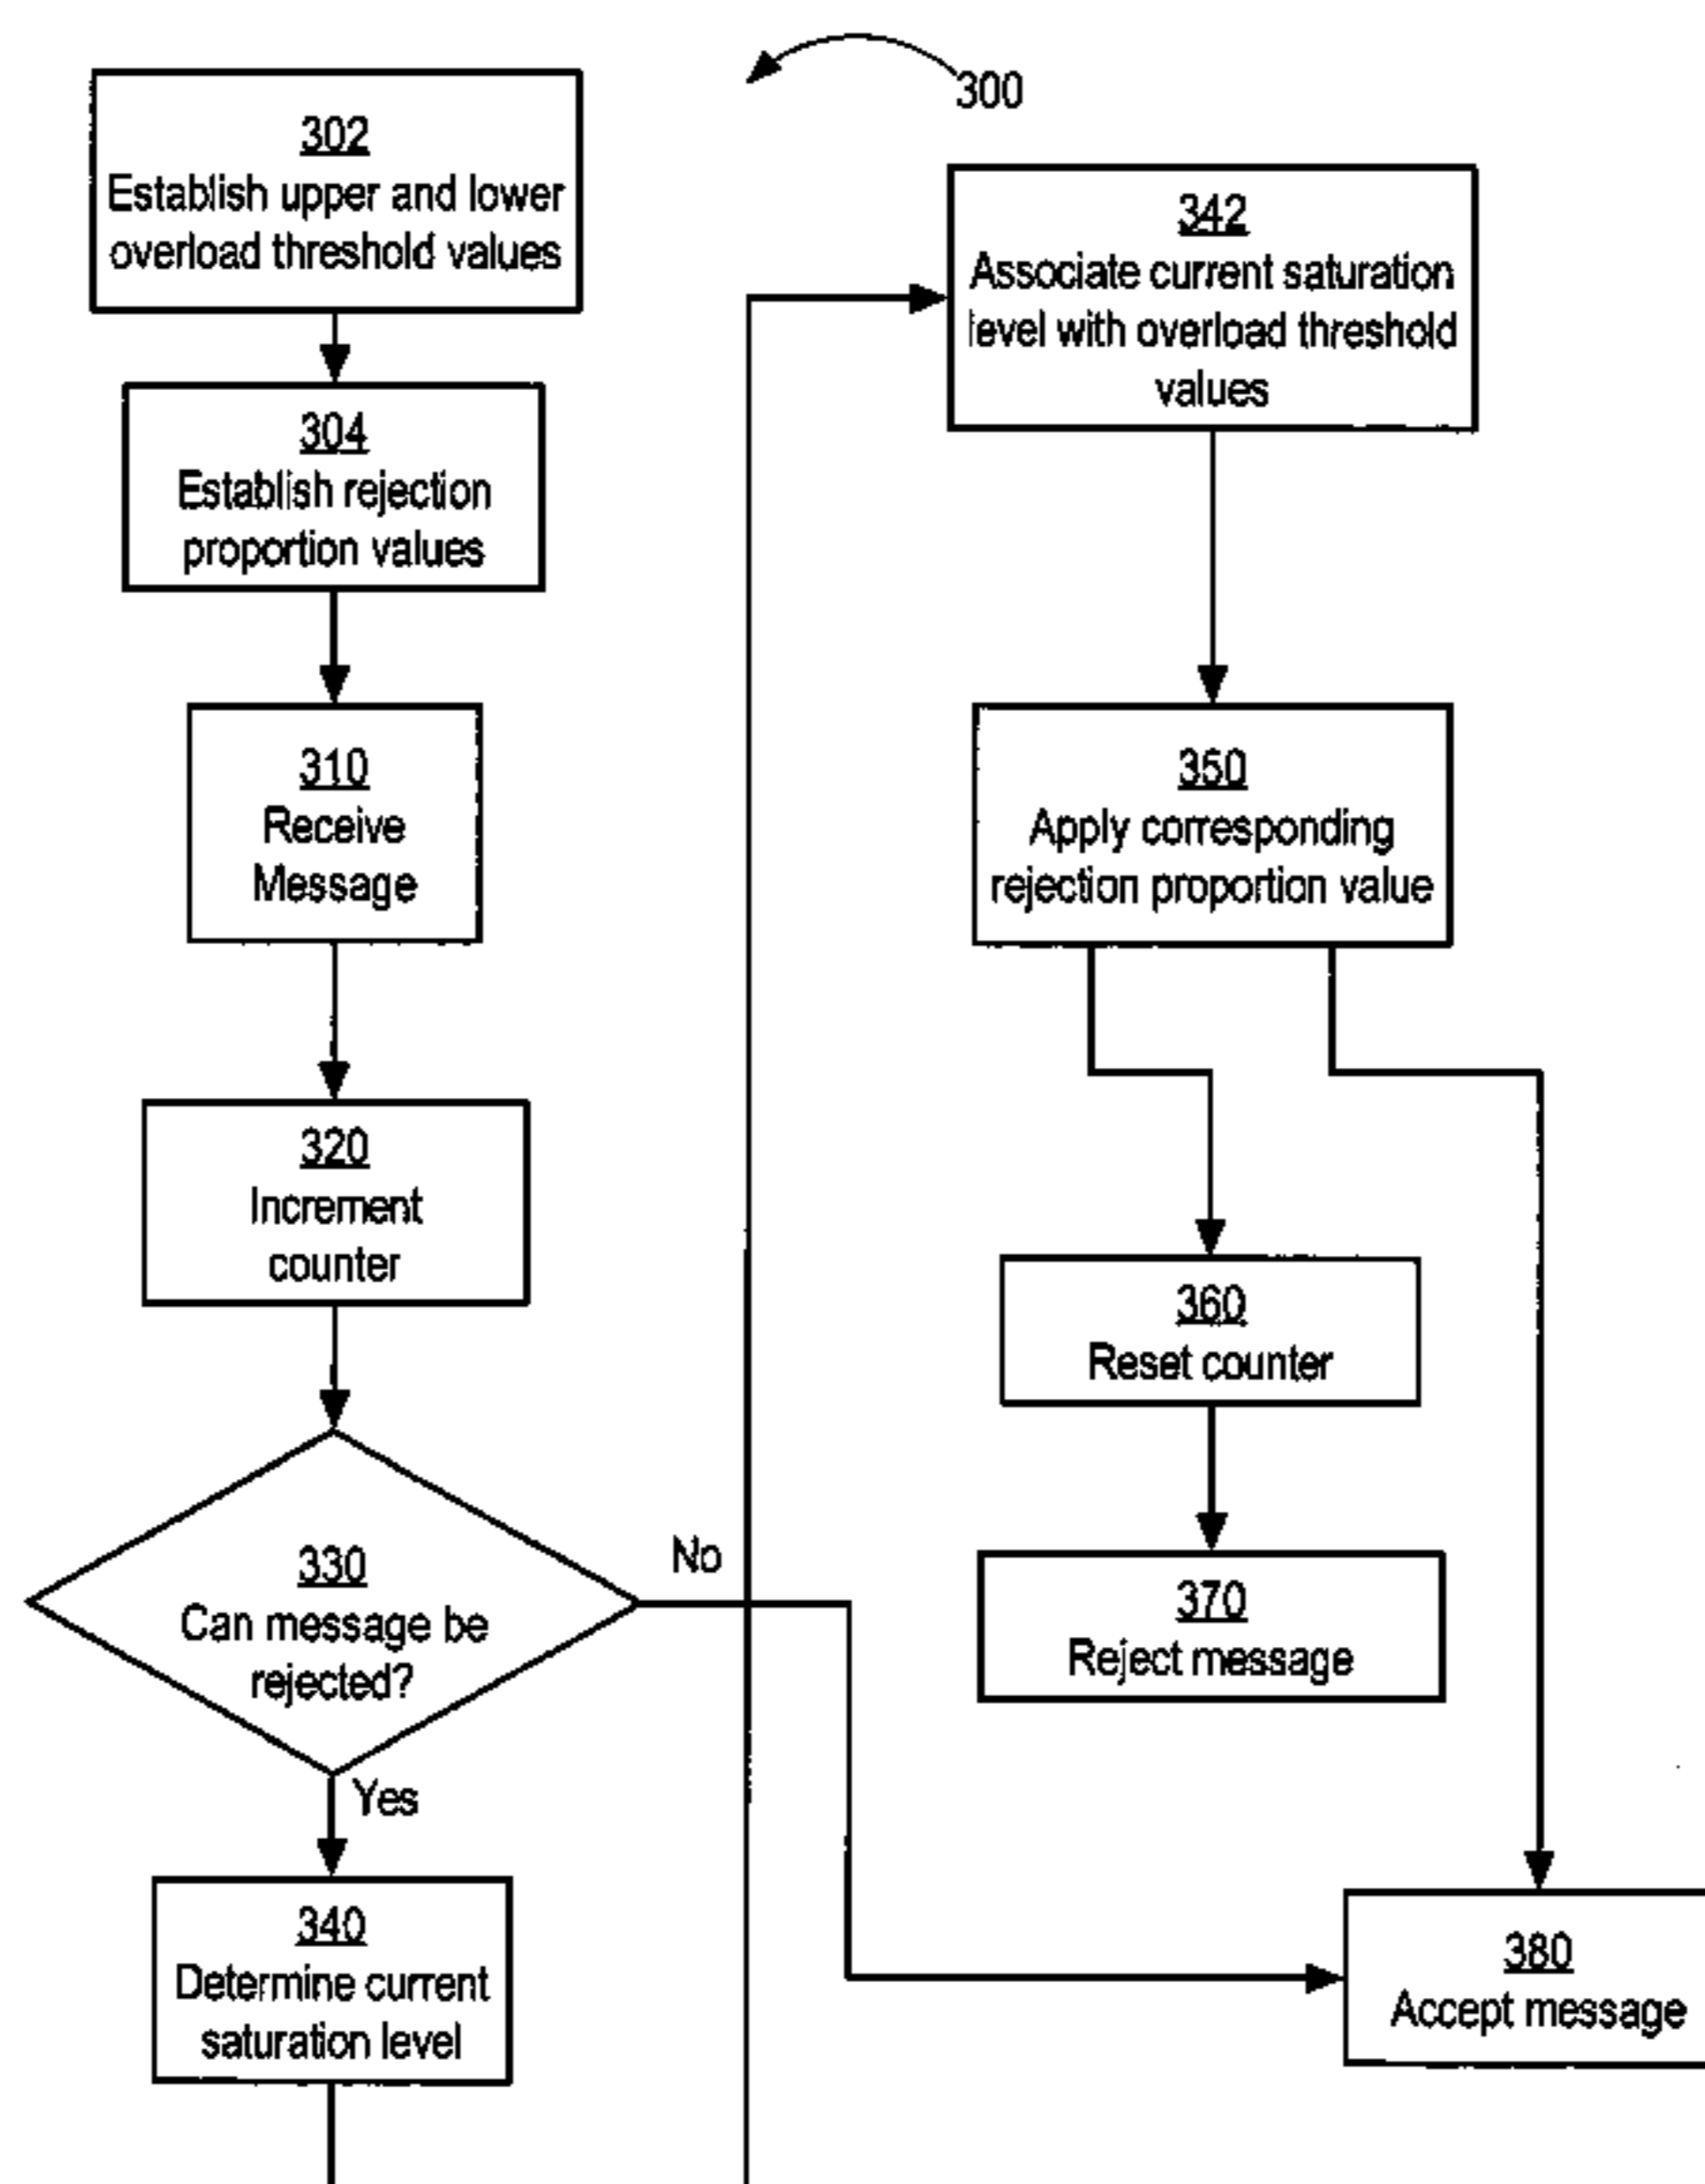 300
302
Establish upper and lower
overload threshold values
304
Establish rejection
proportion values
310
Receive
Message
320
Increment
counter
330
Can message be
rejected?
No
Yes
340
Determine current
saturation level
342
Associate current saturation
level with overload threshold
values
350
Apply corresponding
rejection proportion value
360
Reset counter
370
Reject message
380
Accept message